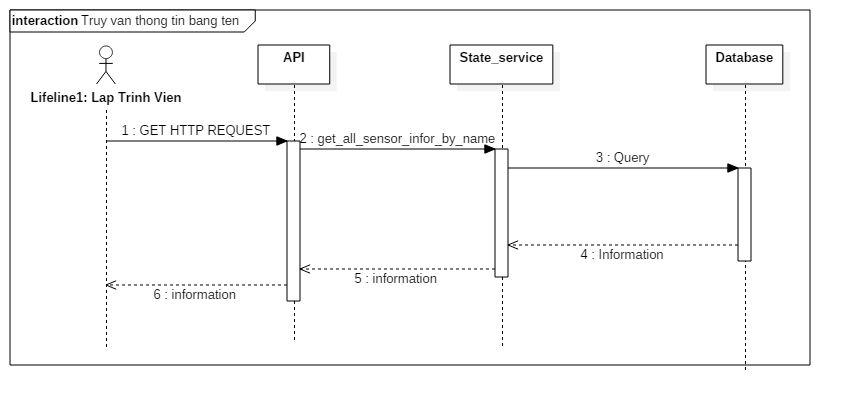 interaction Truy van thong tin bang ten
API
State_service
Database
Lifeline1: Lap Trinh Vien
1 : GET HTTP REQUEST
2 : get_all_sensor_infor_by_name
3 : Query
4 : Information
5 : information
6 : information